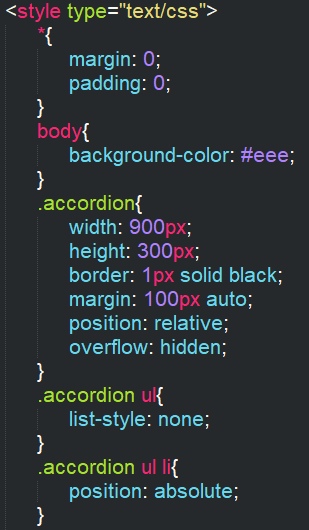 <style type="text/css">
*{
margin: 0;
padding: 0;
}
body{
background-color: #eee;
}
.accordion{
width: 900px;
height: 300px;
border: 1px solid black;
margin: 100px auto;
position: relative;
overflow: hidden;
}
.accordion ul{
list-style: none;
}
.accordion ul li{
position: absolute;
}